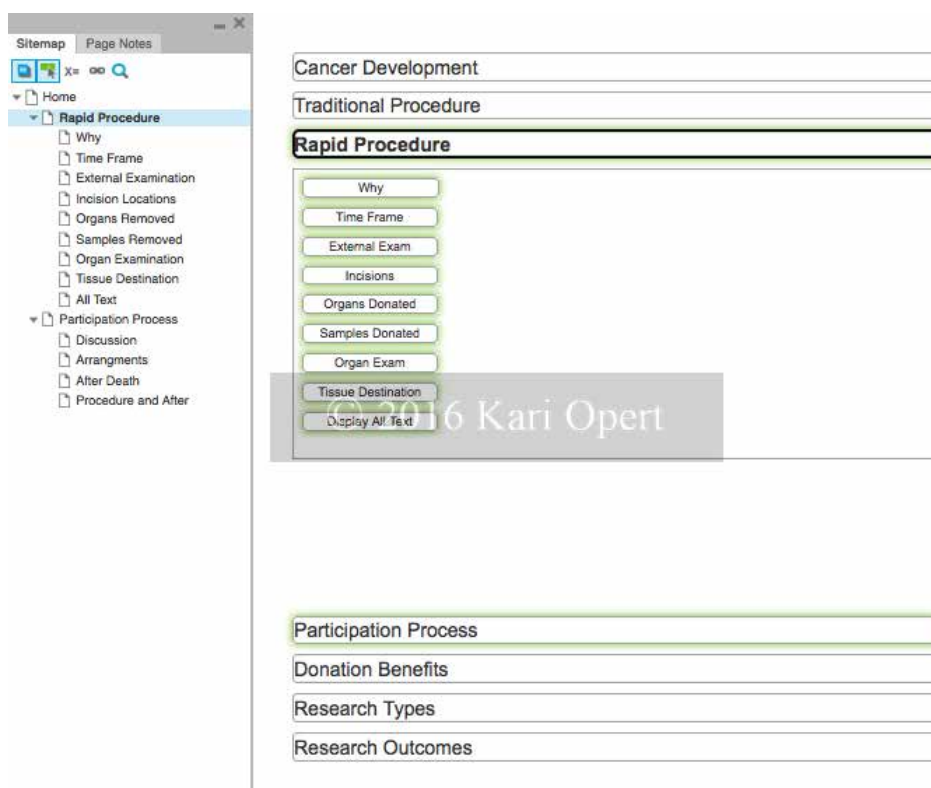 Sitemap
Page Notes
X=
Home
Rapid Procedure
Why
Time Frame
External Examination
Incision Locations
Organs Removed
Samples Removed
Organ Examination
Tissue Destination
All Text
Participation Process
Discussion
Arrangments
After Death
Procedure and After
Cancer Development
Traditional Procedure
Rapid Procedure
Why
Time Frame
External Exam
Incisions
Organs Donated
Samples Donated
Organ Exam
Tissue Destination
Display All Text
© 2016 Kari Opert
Participation Process
Donation Benefits
Research Types
Research Outcomes